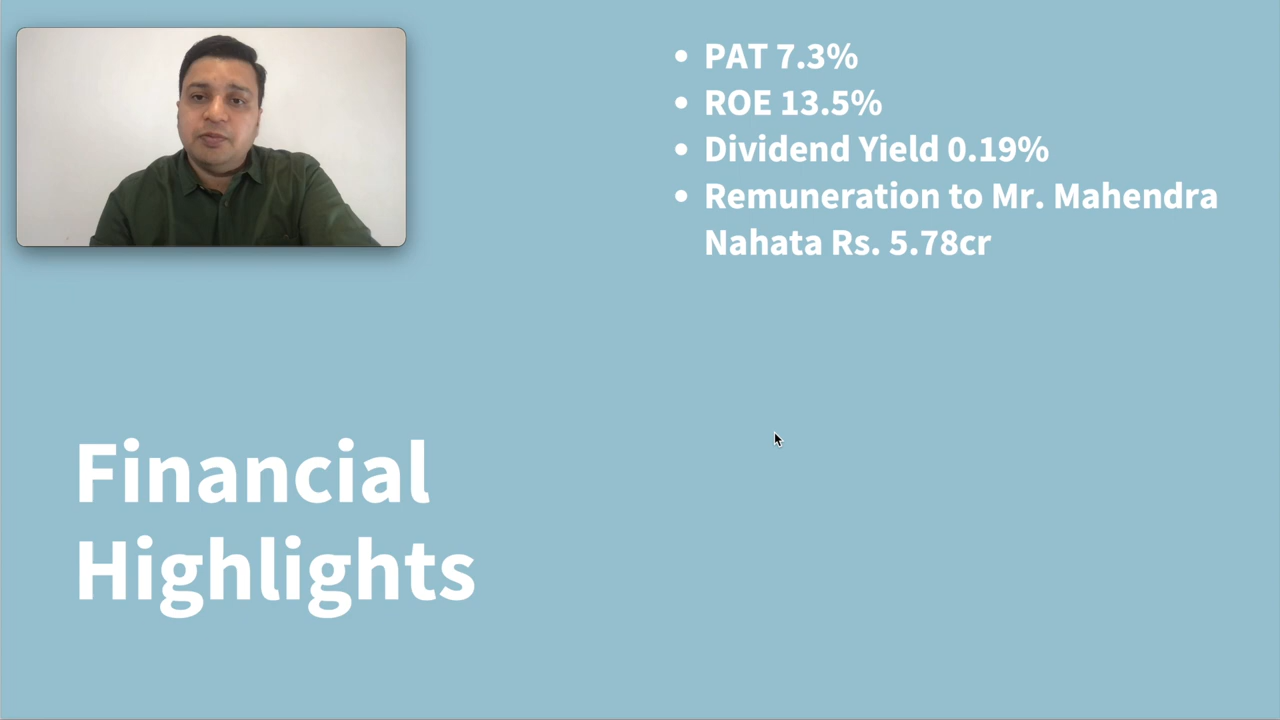 • PAT 7.3%
• ROE 13.5%
• Dividend Yield 0.19%
• Remuneration to Mr. Mahendra
Nahata Rs. 5.78cr
Financial
Highlights